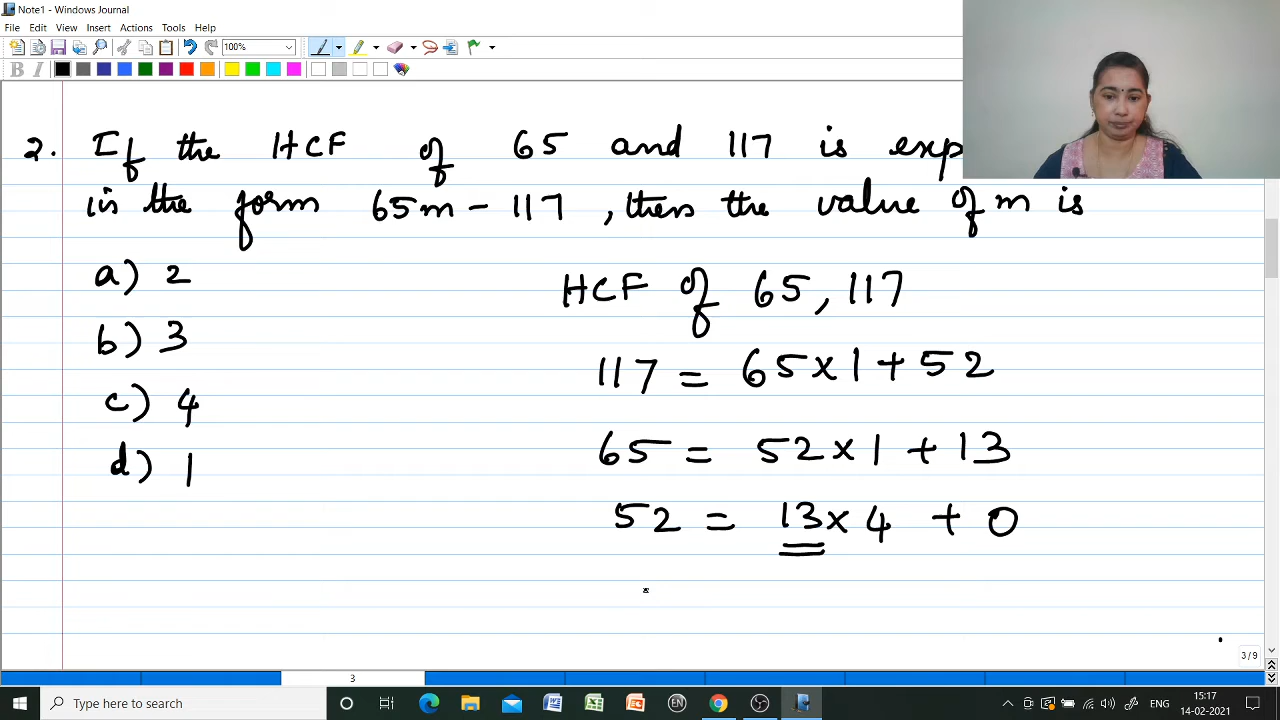 Note1 - Windows Journal
File Edit View Insert Actions Tools Help
100%
B I
2. If the HCF of 65 and 117 is exp
in the form 65m - 117, then the value of m is
a) 2
b) 3
c) 4
d) 1
HCF of 65, 117
117 = 65 x 1 + 52
65 = 52 x 1 + 13
52 = 13 x 4 + 0
3/9
3
Type here to search
EN
ENG
15:17
14-02-2021